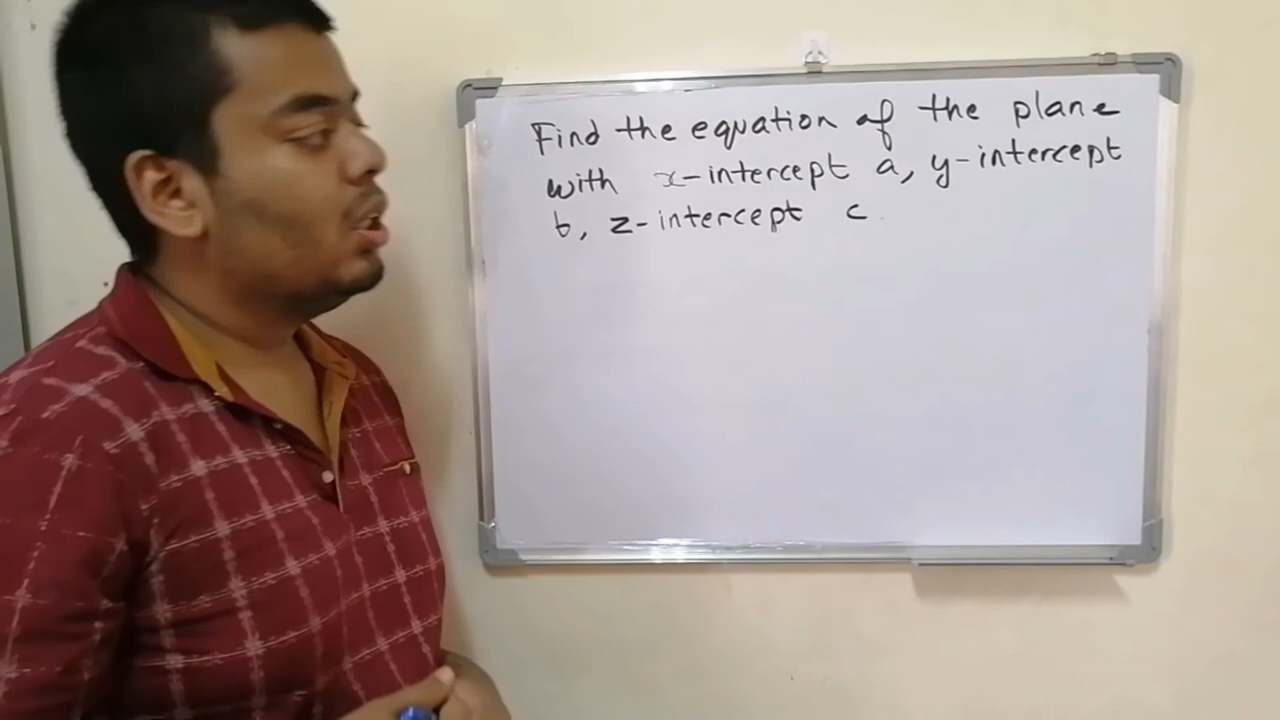 Find the equation of the plane
with x-intercept a, y-intercept
b, z-intercept c